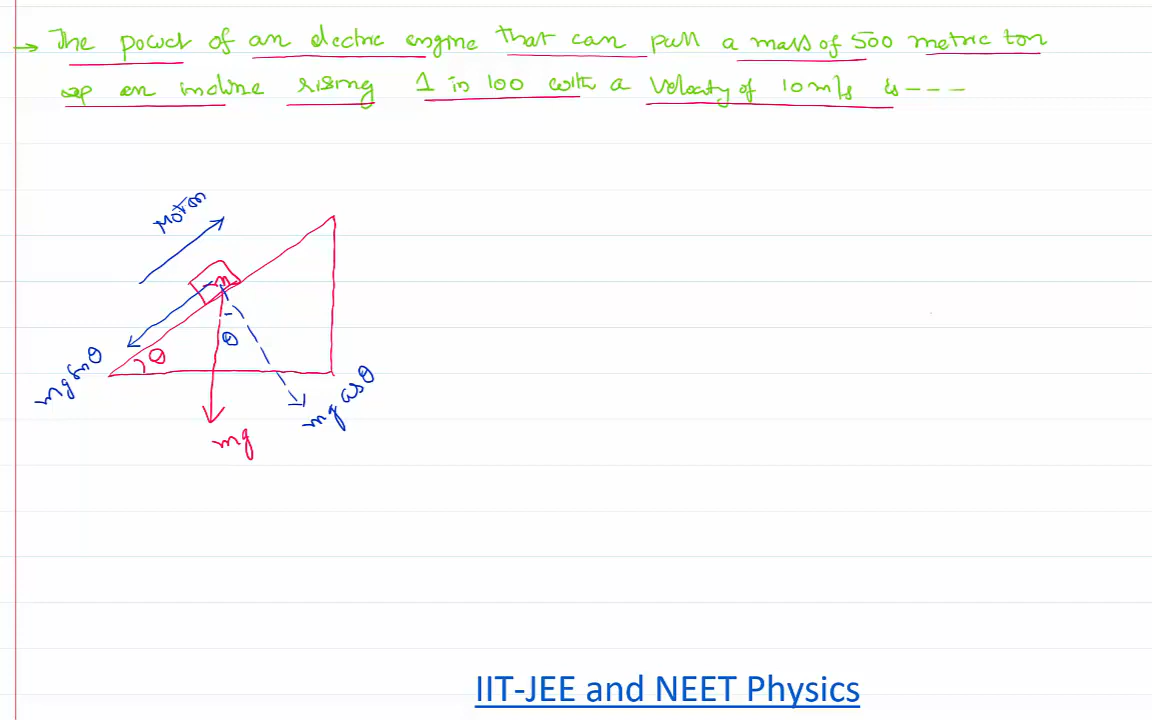 → The power of an electric engine that can pull a mass of 500 metric ton
up an incline rising 1 in 100 with a velocity of 10 m/s is ---
Motion
m
θ
θ
mg sinθ
mg cosθ
mg
IIT-JEE and NEET Physics